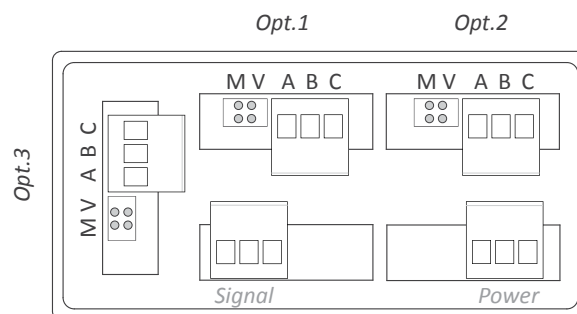 Opt.1 Opt.2
M V A B C M V A B C
Opt.3
M V A B C
Signal Power